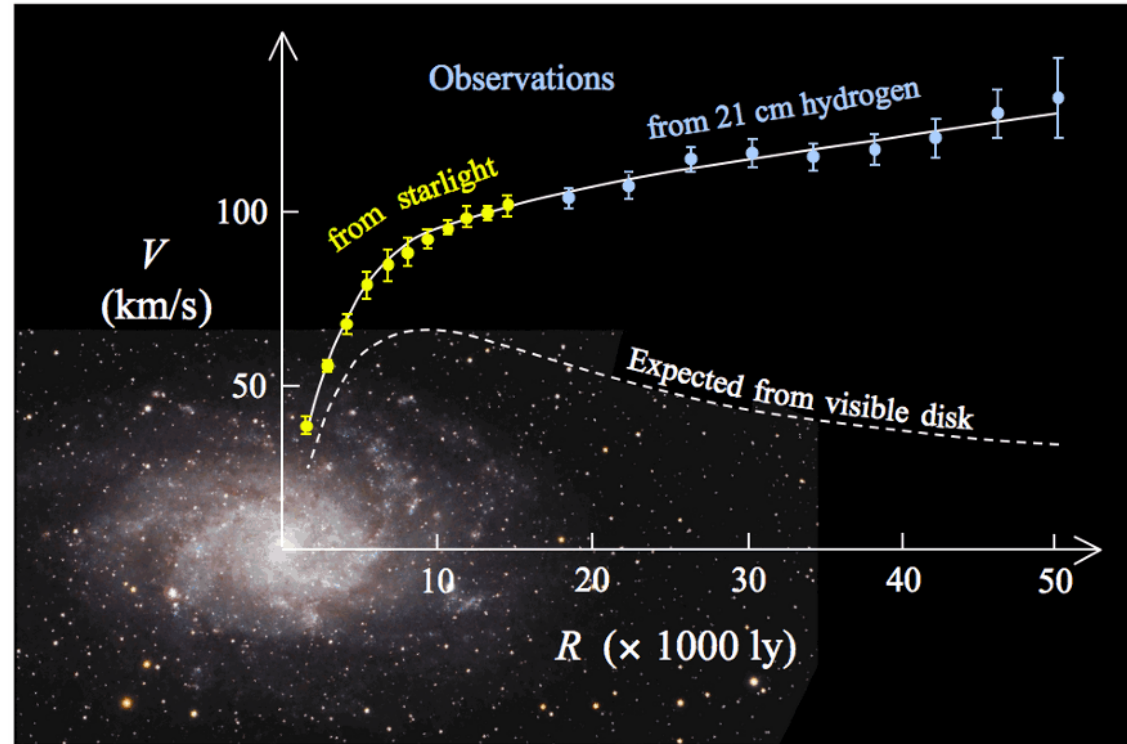 Observations
from 21 cm hydrogen
from starlight
100
V
(km/s)
50
Expected from visible disk
10
20
30
40
50
R (× 1000 ly)